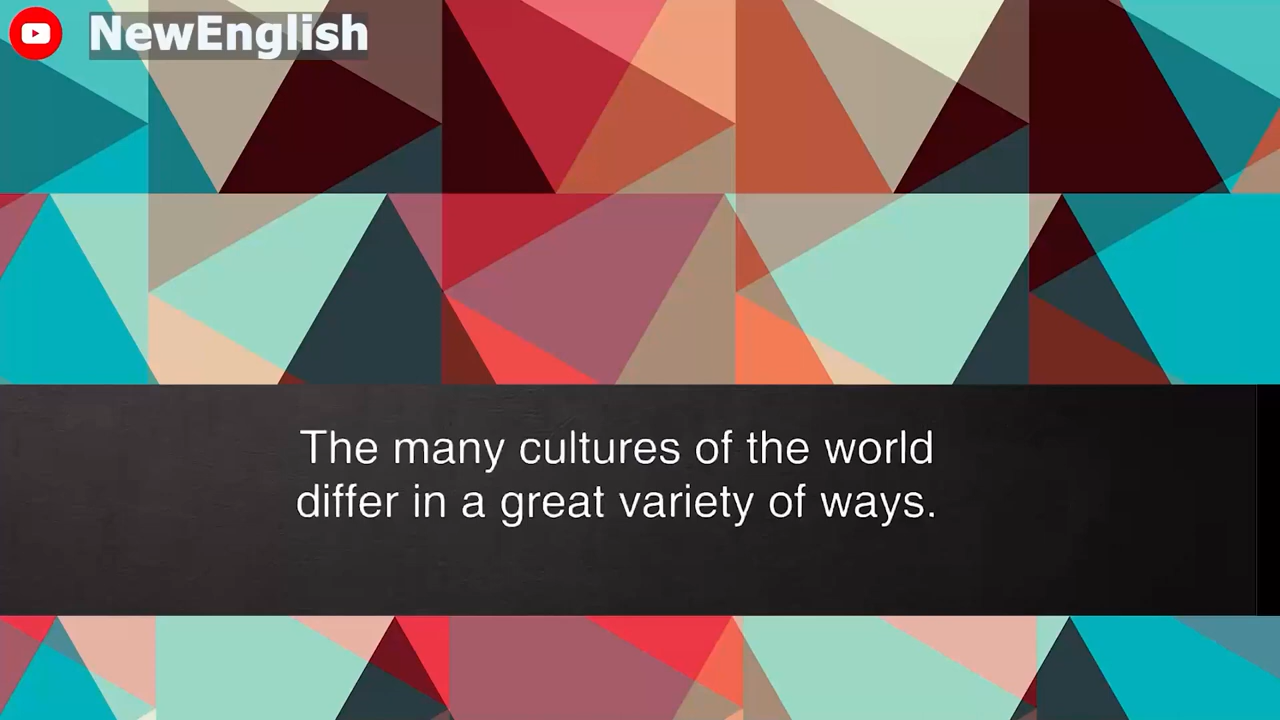 NewEnglish
The many cultures of the world
differ in a great variety of ways.